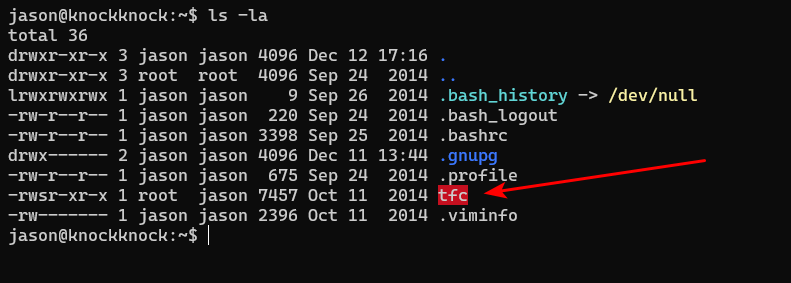 jason@knockknock:~$ ls -la
total 36
drwxr-xr-x 3 jason jason 4096 Dec 12 17:16 .
drwxr-xr-x 3 root  root  4096 Sep 24  2014 ..
lrwxrwxrwx 1 jason jason    9 Sep 26  2014 .bash_history -> /dev/null
-rw-r--r-- 1 jason jason  220 Sep 24  2014 .bash_logout
-rw-r--r-- 1 jason jason 3398 Sep 25  2014 .bashrc
drwx------ 2 jason jason 4096 Dec 11 13:44 .gnupg
-rw-r--r-- 1 jason jason  675 Sep 24  2014 .profile
-rwsr-xr-x 1 root  jason 7457 Oct 11  2014 tfc
-rw------- 1 jason jason 2396 Oct 11  2014 .viminfo
jason@knockknock:~$